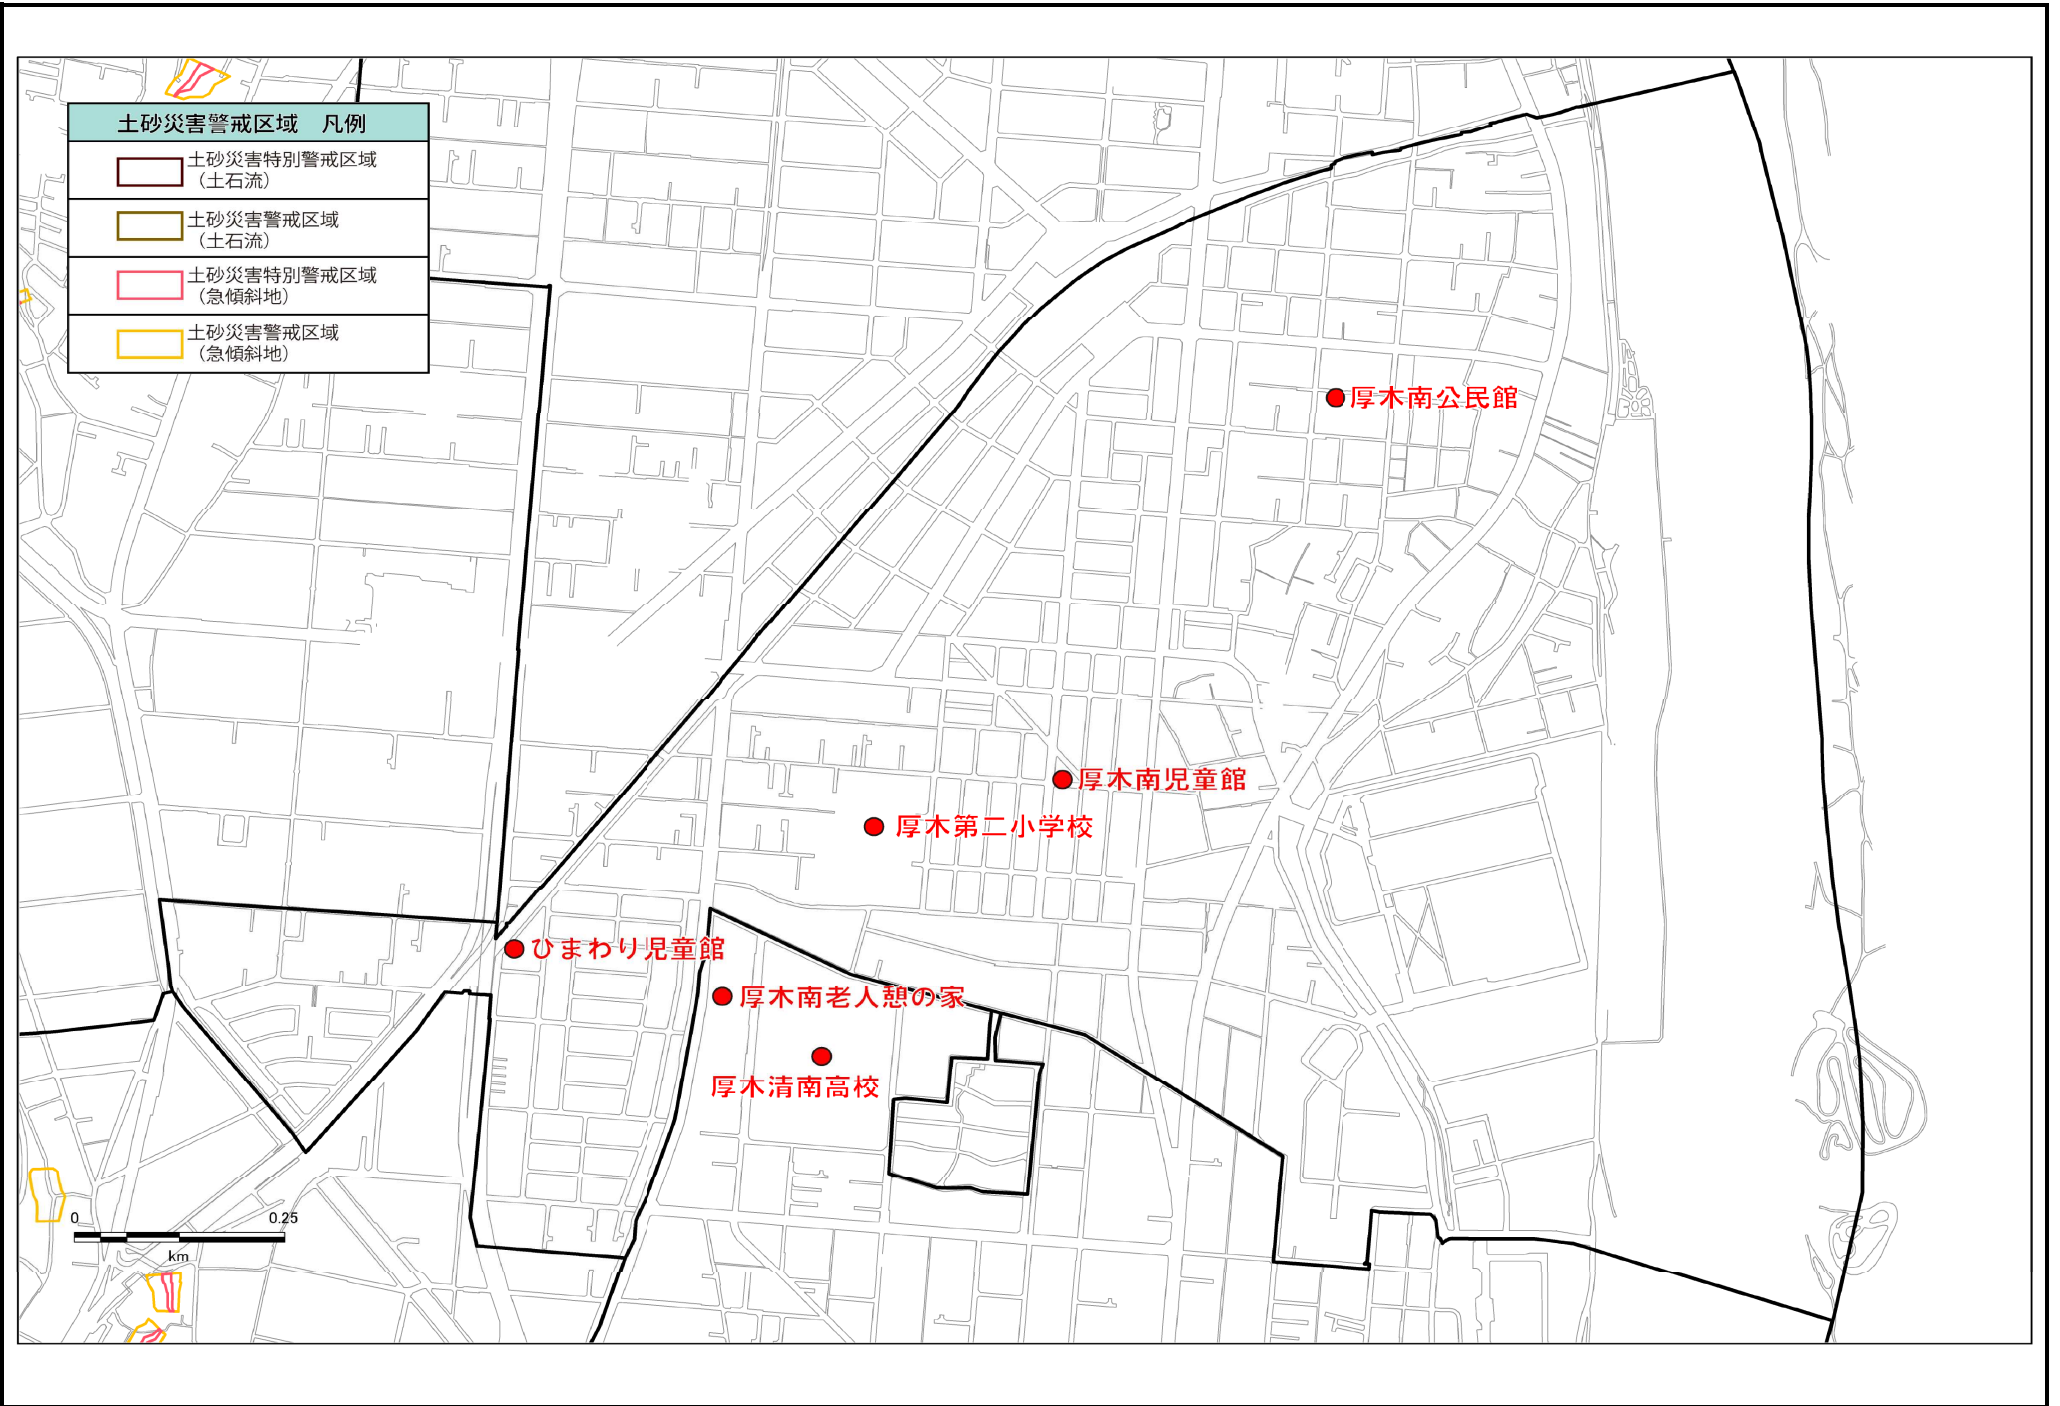 土砂災害警戒区域　凡例
土砂災害特別警戒区域
（土石流）
土砂災害警戒区域
（土石流）
土砂災害特別警戒区域
（急傾斜地）
土砂災害警戒区域
（急傾斜地）
厚木南公民館
厚木南児童館
厚木第二小学校
ひまわり児童館
厚木南老人憩の家
厚木清南高校
0 0.25
km